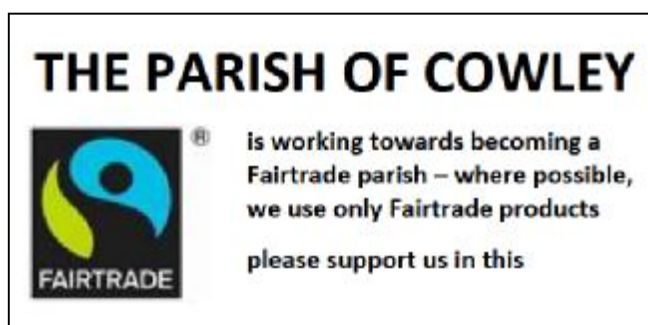 THE PARISH OF COWLEY
FAIRTRADE
®
is working towards becoming a
Fairtrade parish – where possible,
we use only Fairtrade products
please support us in this